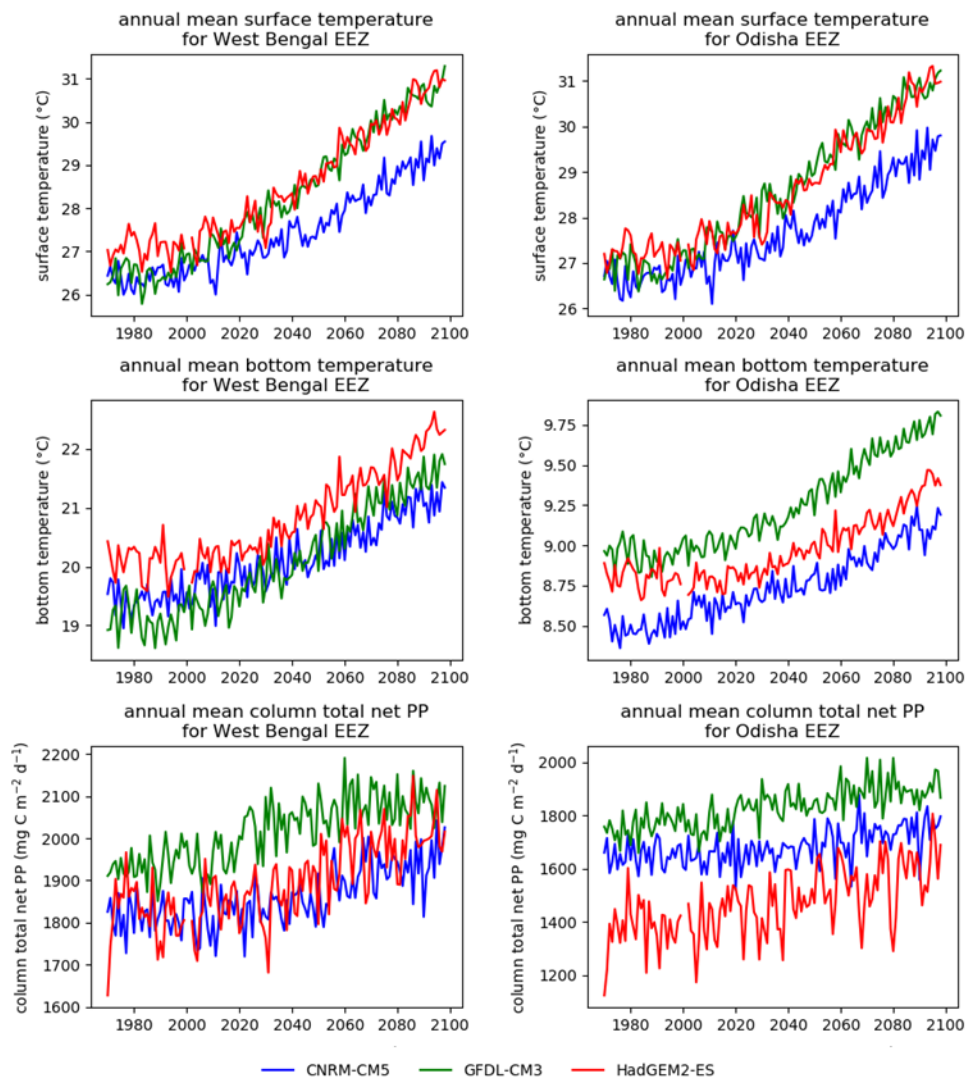 annual mean surface temperature
for West Bengal EEZ
surface temperature (°C)
31
30
29
28
27
26
1980 2000 2020 2040 2060 2080 2100
annual mean surface temperature
for Odisha EEZ
surface temperature (°C)
31
30
29
28
27
26
1980 2000 2020 2040 2060 2080 2100
annual mean bottom temperature
for West Bengal EEZ
bottom temperature (°C)
22
21
20
19
1980 2000 2020 2040 2060 2080 2100
annual mean bottom temperature
for Odisha EEZ
bottom temperature (°C)
9.75
9.50
9.25
9.00
8.75
8.50
1980 2000 2020 2040 2060 2080 2100
annual mean column total net PP
for West Bengal EEZ
column total net PP (mg C m⁻² d⁻¹)
2200
2100
2000
1900
1800
1700
1600
1980 2000 2020 2040 2060 2080 2100
annual mean column total net PP
for Odisha EEZ
column total net PP (mg C m⁻² d⁻¹)
2000
1800
1600
1400
1200
1980 2000 2020 2040 2060 2080 2100
CNRM-CM5 GFDL-CM3 HadGEM2-ES